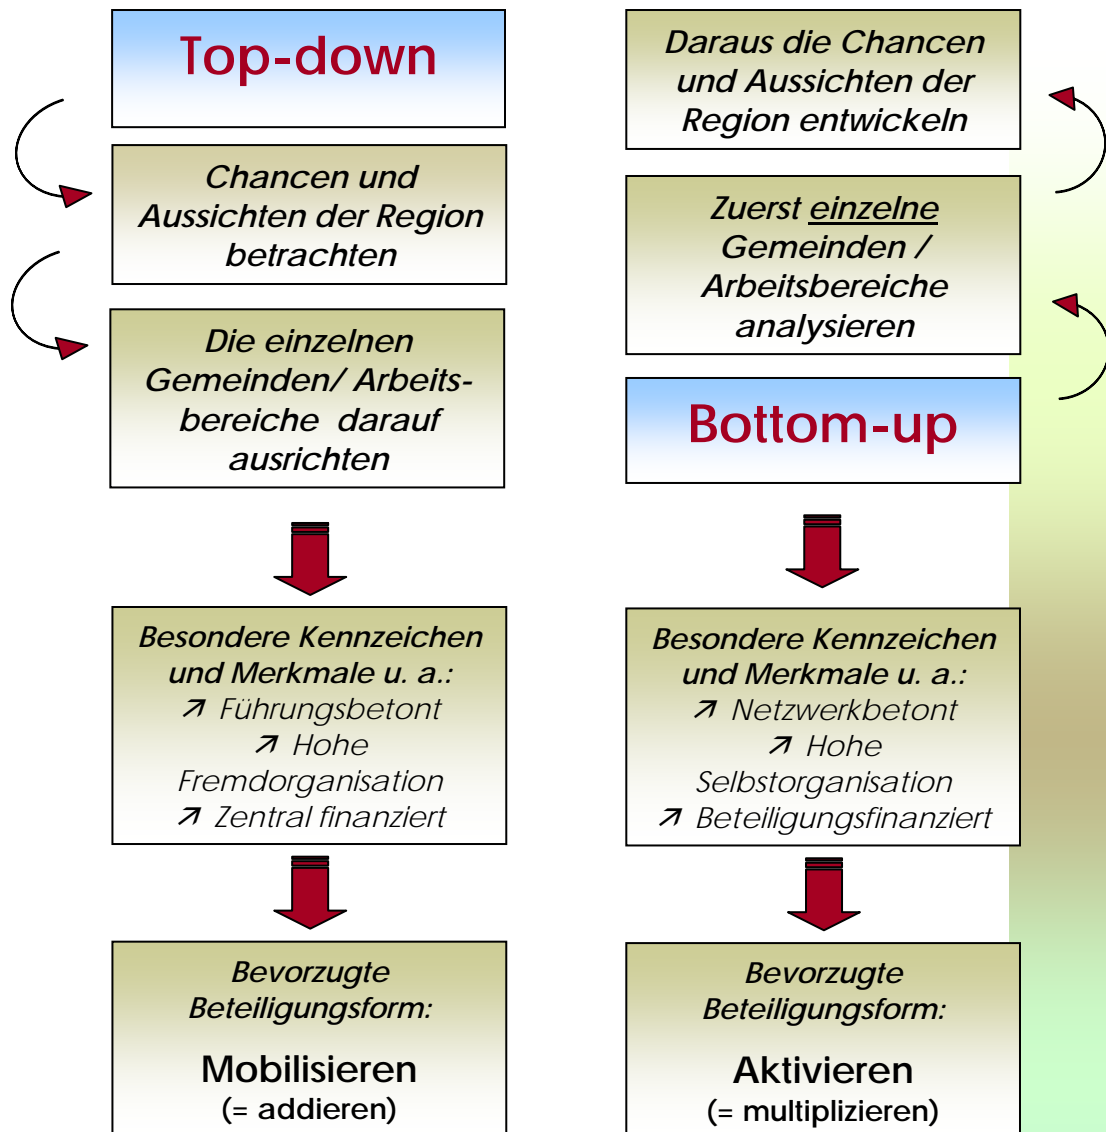 Top-down
Chancen und
Aussichten der Region
betrachten
Die einzelnen
Gemeinden/ Arbeits-
bereiche darauf
ausrichten
Besondere Kennzeichen
und Merkmale u. a.:
↗ Führungsbetont
↗ Hohe
Fremdorganisation
↗ Zentral finanziert
Bevorzugte
Beteiligungsform:
Mobilisieren
(= addieren)
Daraus die Chancen
und Aussichten der
Region entwickeln
Zuerst einzelne
Gemeinden /
Arbeitsbereiche
analysieren
Bottom-up
Besondere Kennzeichen
und Merkmale u. a.:
↗ Netzwerkbetont
↗ Hohe
Selbstorganisation
↗ Beteiligungsfinanziert
Bevorzugte
Beteiligungsform:
Aktivieren
(= multiplizieren)